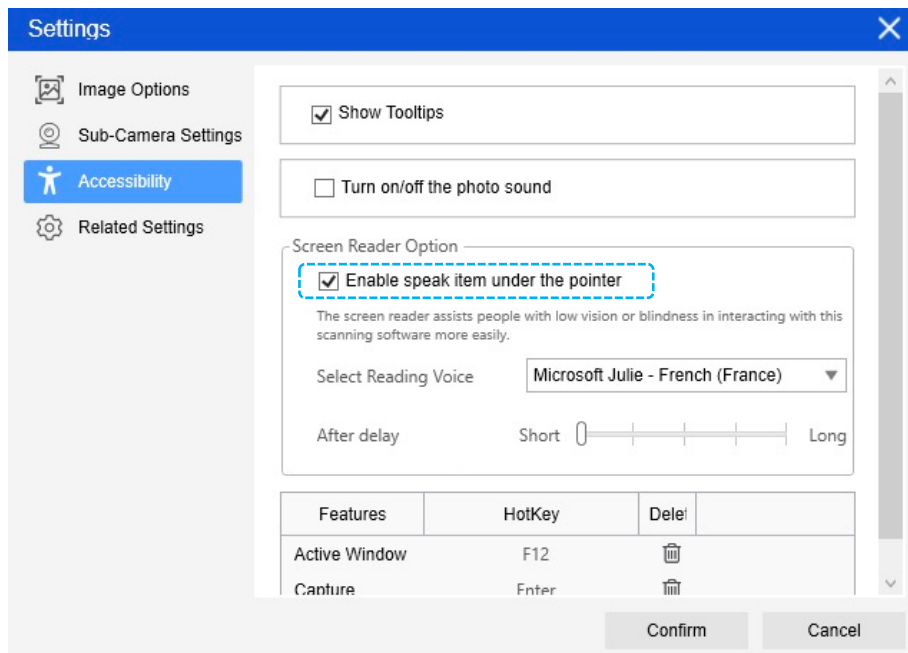 Settings
Image Options
Sub-Camera Settings
Accessibility
Related Settings
Show Tooltips
Turn on/off the photo sound
Screen Reader Option
Enable speak item under the pointer
The screen reader assists people with low vision or blindness in interacting with this
scanning software more easily.
Select Reading Voice Microsoft Julie - French (France)
After delay Short Long
Features HotKey Delet
Active Window F12
Capture Enter
Confirm Cancel